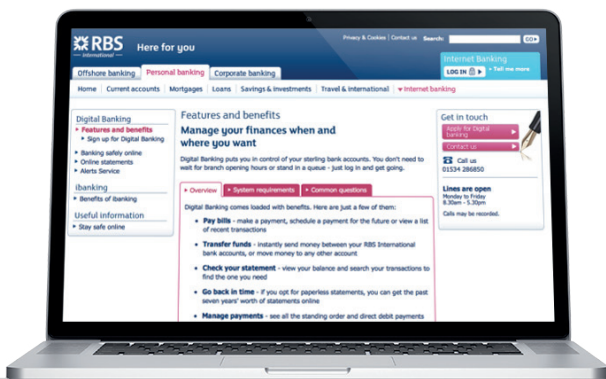 RBS
International
Here for you
Privacy & Cookies | Contact us
Search:
GO
Internet Banking
LOG IN
Tell me more
Offshore banking
Personal banking
Corporate banking
Home
Current accounts
Mortgages
Loans
Savings & Investments
Travel & international
Internet banking
Digital Banking
Features and benefits
Sign up for Digital Banking
Banking safely online
Online statements
Alerts Service
ibanking
Benefits of ibanking
Useful information
Stay safe online
Features and benefits
Manage your finances when and
where you want
Digital Banking puts you in control of your sterling bank accounts. You don't need to
wait for branch opening hours or stand in a queue - just log in and get going.
Overview
System requirements
Common questions
Digital Banking comes loaded with benefits. Here are just a few of them:
• Pay bills - make a payment, schedule a payment for the future or view a list
of recent transactions
• Transfer funds - instantly send money between your RBS International
bank accounts, or move money to any other account
• Check your statement - view your balance and search your transactions to
find the one you need
• Go back in time - if you opt for paperless statements, you can get the past
seven years' worth of statements online
• Manage payments - see all the standing order and direct debit payments
Get in touch
Apply for Digital
banking
Contact us
Call us
01534 286850
Lines are open
Monday to Friday
8.30am - 5.30pm
Calls may be recorded.